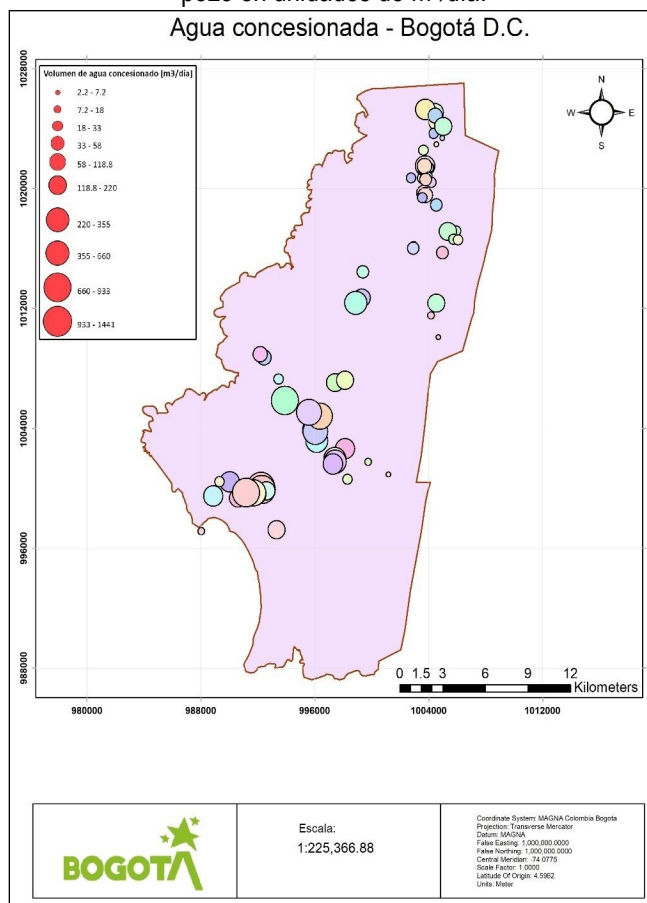 pozo en unidades de m³/día.
Agua concesionada - Bogotá D.C.
Volumen de agua concesionado [m3/día]
2.2 - 7.2
7.2 - 18
18 - 33
33 - 58
58 - 118.8
118.8 - 220
220 - 355
355 - 660
660 - 933
933 - 1441
N
W E
S
1028000
1020000
1012000
1004000
996000
988000
0 1.5 3 6 9 12
Kilometers
980000 988000 996000 1004000 1012000
BOGOTÁ
Escala:
1:225,366.88
Coordinate System: MAGNA Colombia Bogota
Projection: Transverse Mercator
Datum: MAGNA
False Easting: 1,000,000.0000
False Northing: 1,000,000.0000
Central Meridian: -74.0775
Scale Factor: 1.0000
Latitude Of Origin: 4.5962
Units: Meter